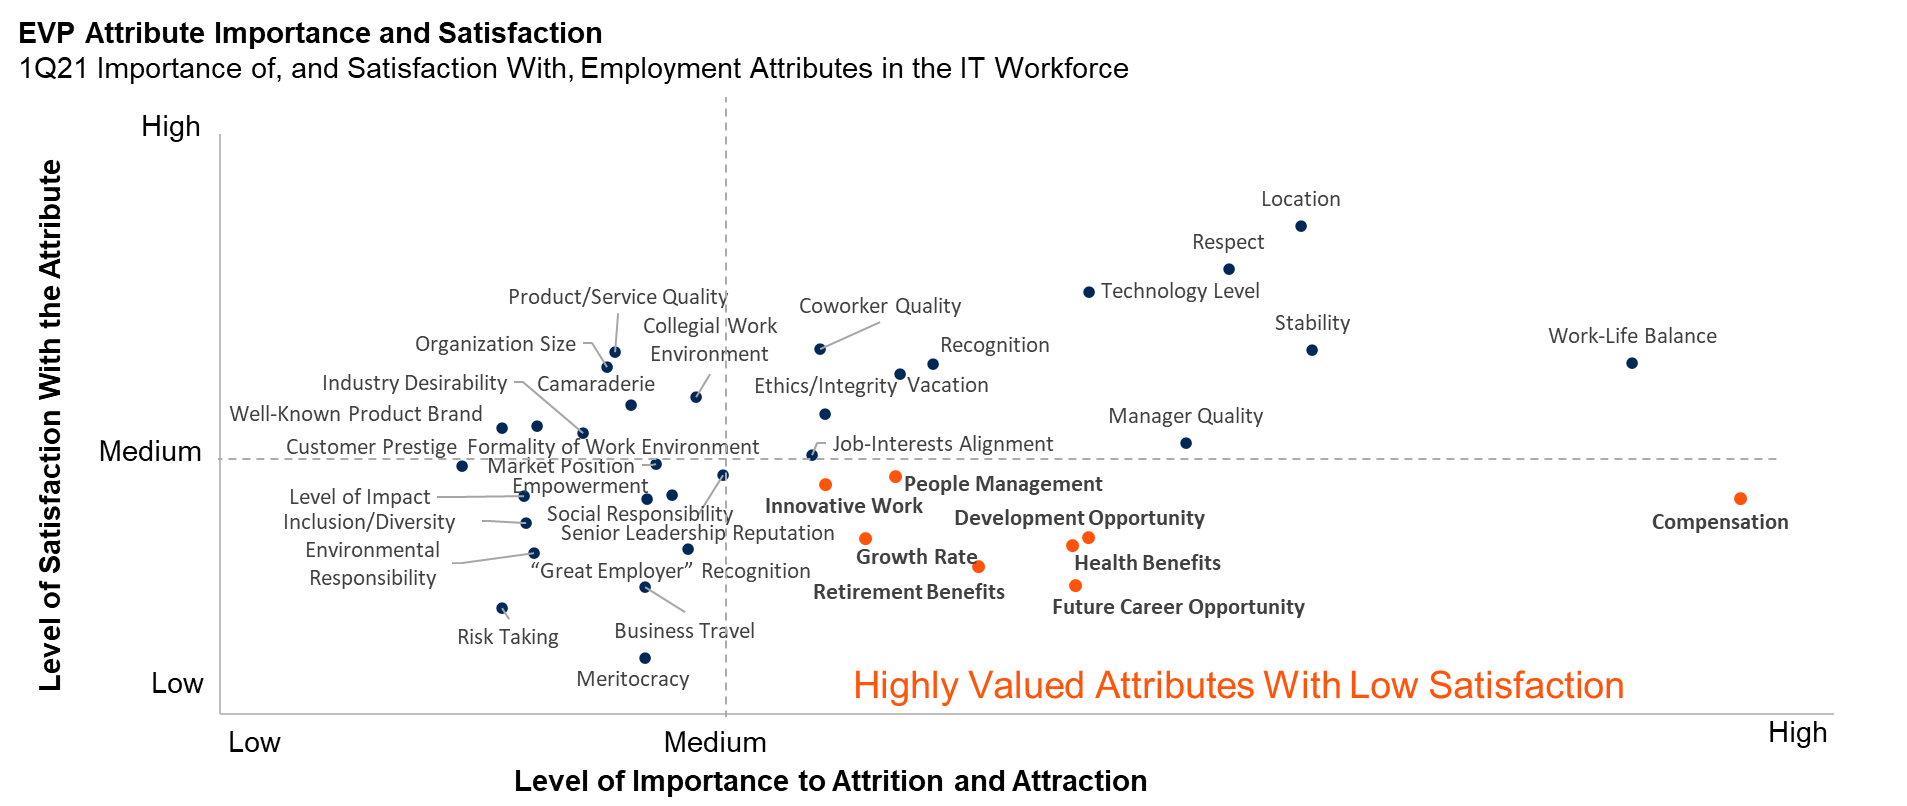 EVP Attribute Importance and Satisfaction
1Q21 Importance of, and Satisfaction With, Employment Attributes in the IT Workforce
High
Level of Satisfaction With the Attribute
Location
Respect
Technology Level
Product/Service Quality
Coworker Quality
Collegial Work
Environment
Stability
Work-Life Balance
Organization Size
Recognition
Industry Desirability
Camaraderie
Ethics/Integrity
Vacation
Well-Known Product Brand
Manager Quality
Customer Prestige
Formality of Work Environment
Job-Interests Alignment
Medium
Market Position
Empowerment
People Management
Level of Impact
Innovative Work
Social Responsibility
Development Opportunity
Inclusion/Diversity
Compensation
Senior Leadership Reputation
Environmental
Responsibility
Growth Rate
Health Benefits
“Great Employer” Recognition
Retirement Benefits
Future Career Opportunity
Risk Taking
Business Travel
Meritocracy
Low
Highly Valued Attributes With Low Satisfaction
Low
Medium
High
Level of Importance to Attrition and Attraction